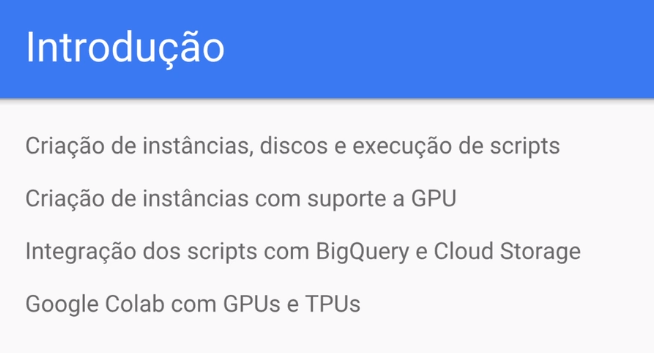 Introdução
Criação de instâncias, discos e execução de scripts
Criação de instâncias com suporte a GPU
Integração dos scripts com BigQuery e Cloud Storage
Google Colab com GPUs e TPUs